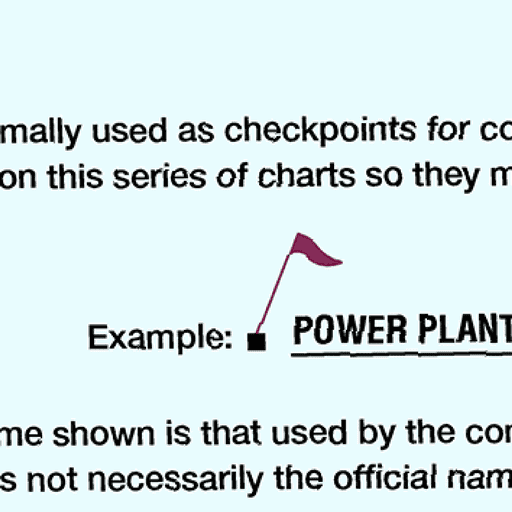 mally used as checkpoints for co
on this series of charts so they m
Example: POWER PLANT
me shown is that used by the con
s not necessarily the official nam